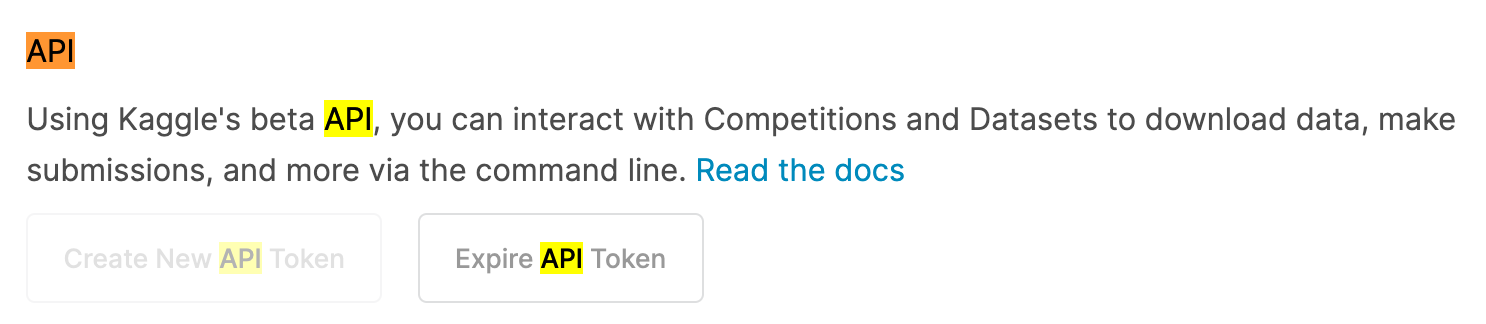 API
Using Kaggle's beta API, you can interact with Competitions and Datasets to download data, make
submissions, and more via the command line. Read the docs
Create New API Token Expire API Token